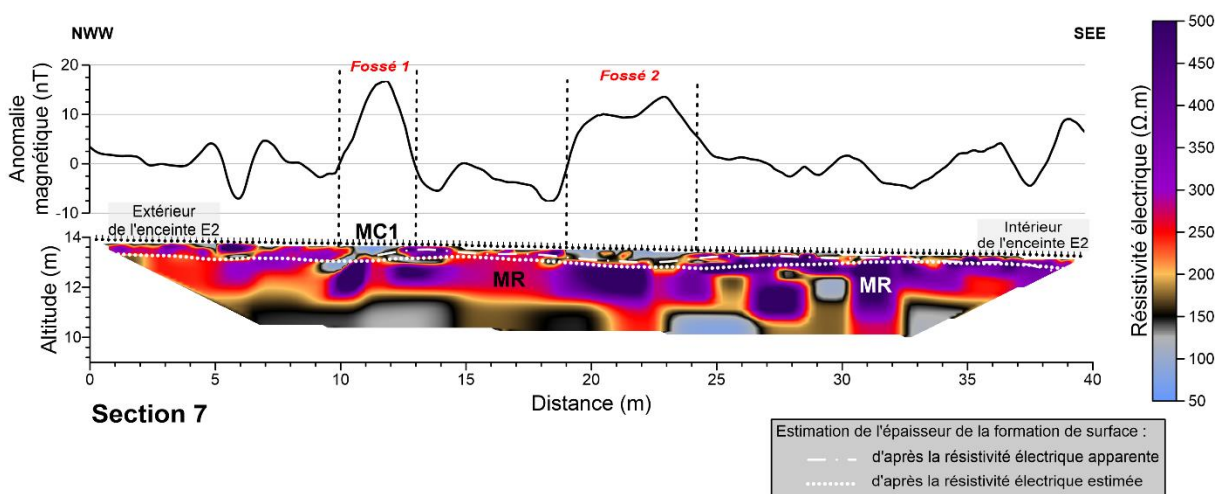 NWW
SEE
Fossé 1
Fossé 2
Anomalie
magnétique (nT)
20
10
0
-10
Extérieur
de l'enceinte E2
MC1
Intérieur
de l'enceinte E2
Altitude (m)
14
12
10
MR
MR
0 5 10 15 20 25 30 35 40
Distance (m)
Section 7
Résistivité électrique (Ω.m)
500
450
400
350
300
250
200
150
100
50
Estimation de l'épaisseur de la formation de surface :
d'après la résistivité électrique apparente
d'après la résistivité électrique estimée